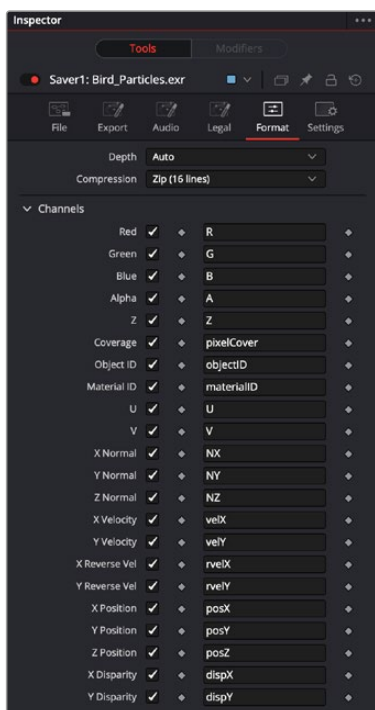 Inspector
Tools Modifiers
Saver1: Bird_Particles.exr
File Export Audio Legal Format Settings
Depth Auto
Compression Zip (16 lines)
Channels
Red R
Green G
Blue B
Alpha A
Z Z
Coverage pixelCover
Object ID objectID
Material ID materialID
U U
V V
X Normal NX
Y Normal NY
Z Normal NZ
X Velocity velX
Y Velocity velY
X Reverse Vel rvelX
Y Reverse Vel rvelY
X Position posX
Y Position posY
Z Position posZ
X Disparity dispX
Y Disparity dispY